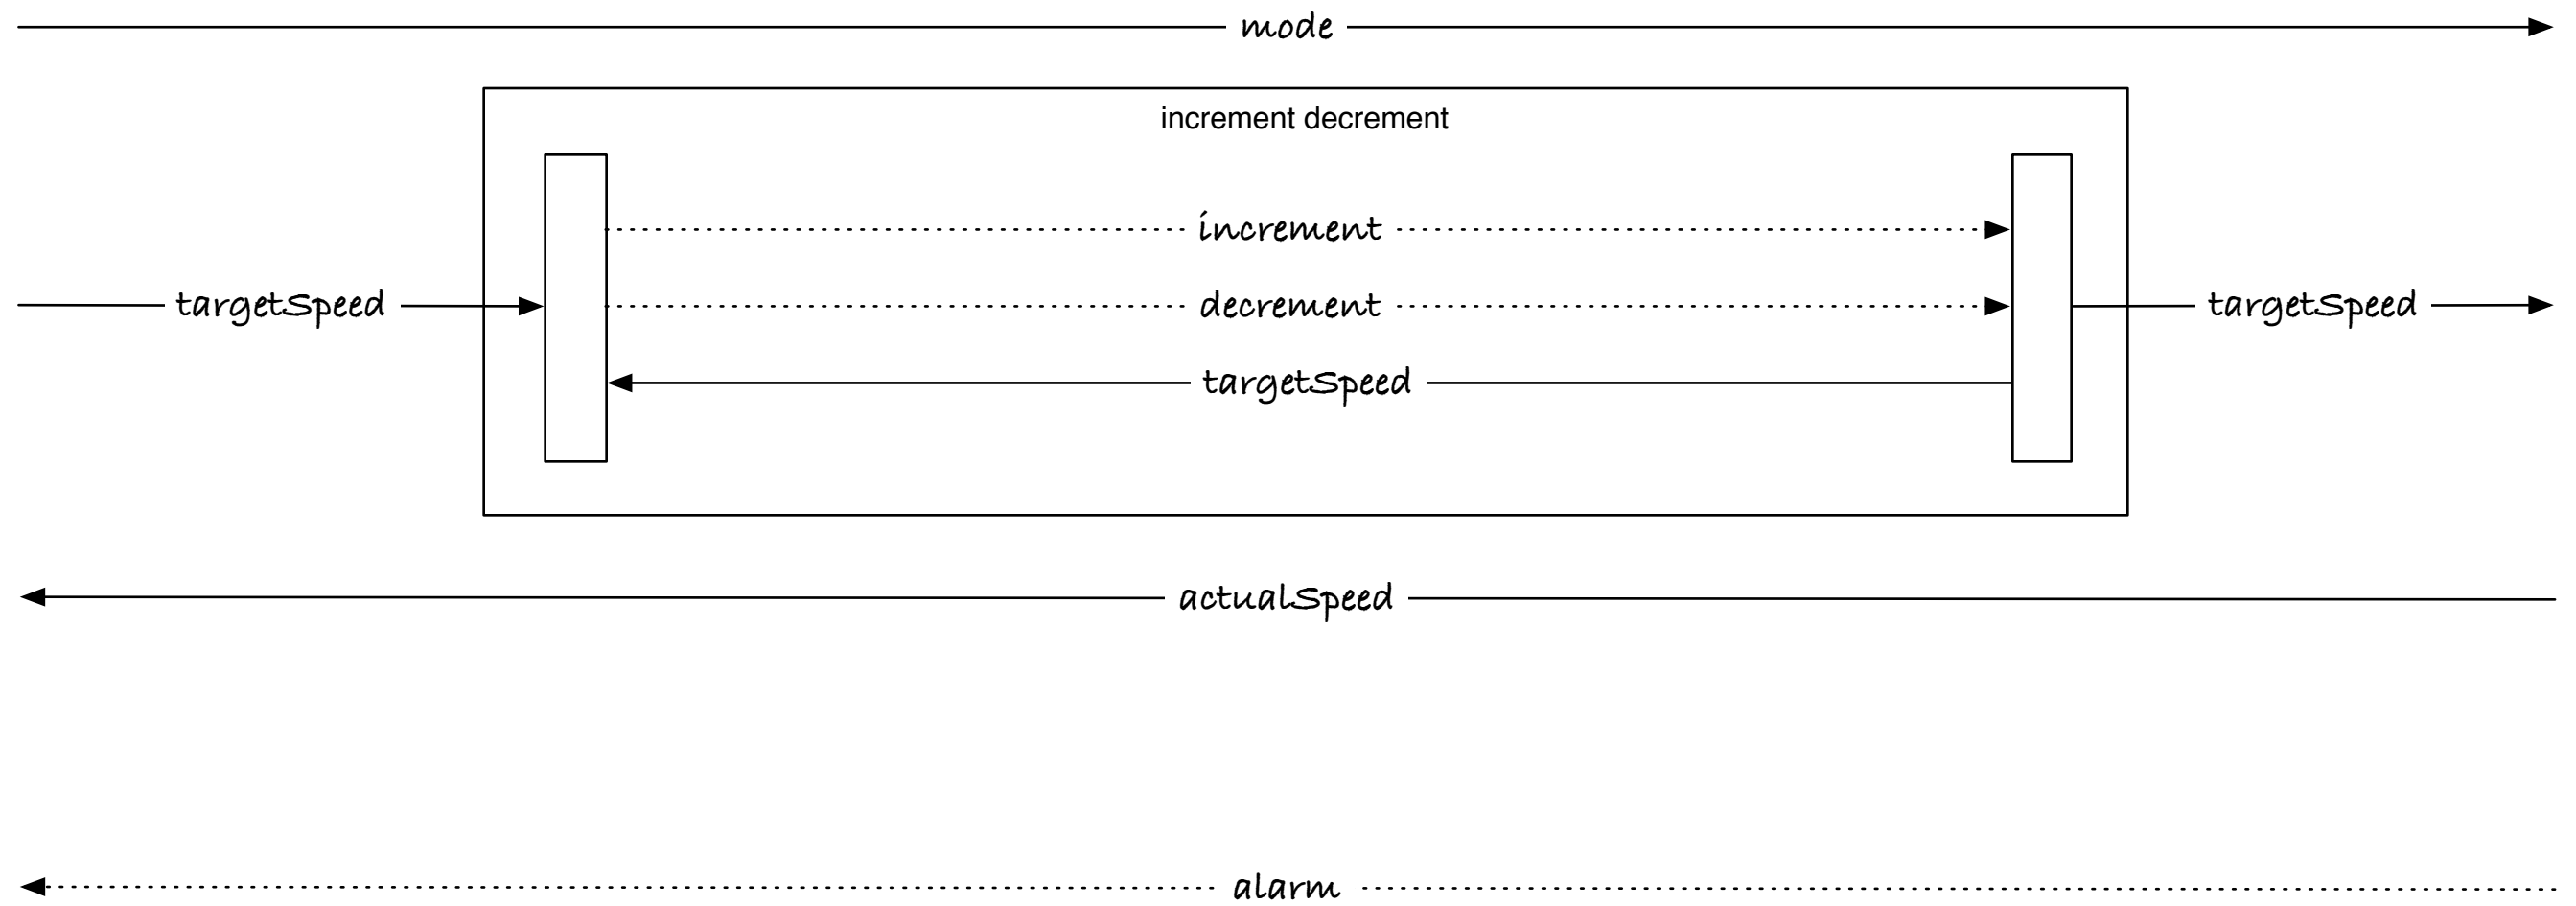 mode
increment decrement
increment
targetSpeed
decrement
targetSpeed
targetSpeed
actualSpeed
alarm